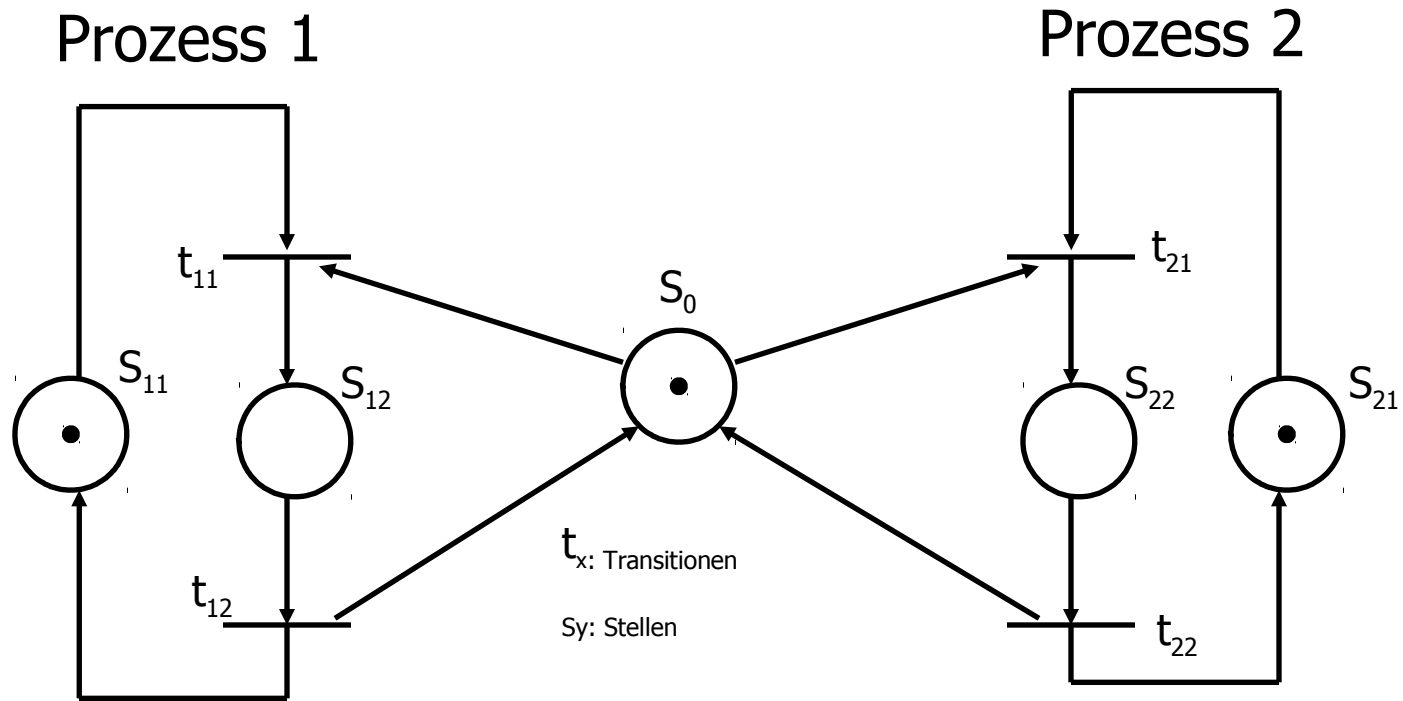 Prozess 1
Prozess 2
t₁₁
t₂₁
S₀
S₁₁
S₁₂
S₂₂
S₂₁
tₓ: Transitionen
t₁₂
Sy: Stellen
t₂₂